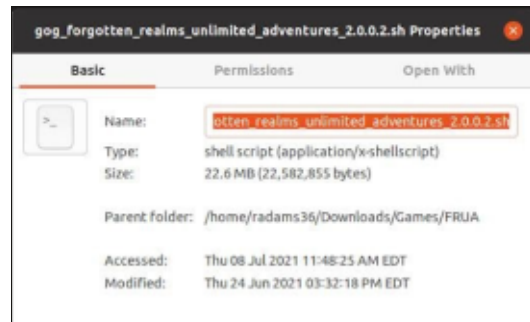 gog_forgotten_realms_unlimited_adventures_2.0.0.2.sh Properties
Basic Permissions Open With
Name: otten_realms_unlimited_adventures_2.0.0.2.sh
Type: shell script (application/x-shellscript)
Size: 22.6 MB (22,582,855 bytes)
Parent folder: /home/radams36/Downloads/Games/FRUA
Accessed: Thu 08 Jul 2021 11:48:25 AM EDT
Modified: Thu 24 Jun 2021 03:32:18 PM EDT